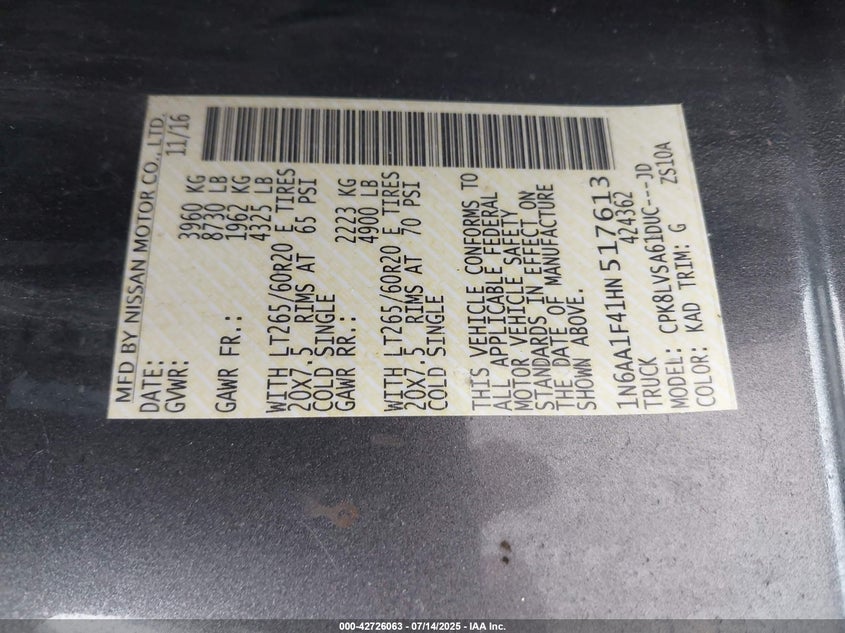 MFD BY NISSAN MOTOR CO., LTD.
DATE: 11/16
GVWR: 3960 KG
8730 LB
GAWR FR.: 1962 KG
4325 LB
WITH LT265/60R20 E TIRES
20X7.5 RIMS AT 65 PSI
COLD SINGLE
GAWR RR.: 2223 KG
4900 LB
WITH LT265/60R20 E TIRES
20X7.5 RIMS AT 70 PSI
COLD SINGLE
THIS VEHICLE CONFORMS TO
ALL APPLICABLE FEDERAL
MOTOR VEHICLE SAFETY
STANDARDS IN EFFECT ON
THE DATE OF MANUFACTURE
SHOWN ABOVE.
1N6AA1F41HN517613
TRUCK 424362
MODEL: CPK8LVSA61DUC---JD
COLOR: KAD TRIM: G ZS10A
000-42726063 - 07/14/2025 - IAA Inc.